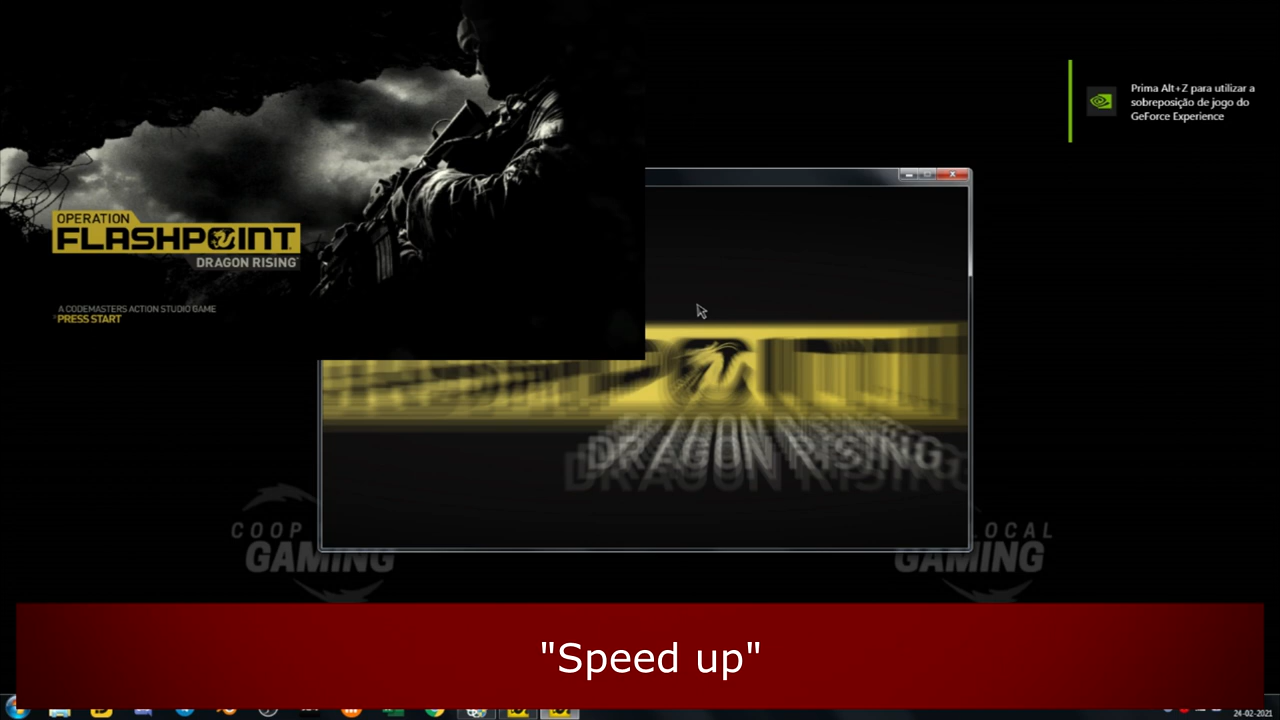 Prima Alt+Z para utilizar a
sobreposição de jogo do
GeForce Experience
OPERATION
FLASHPOINT
DRAGON RISING
A CODEMASTERS ACTION STUDIO GAME
PRESS START
DRAGON RISING
COOP
GAMING
LOCAL
GAMING
"Speed up"
24-02-2021